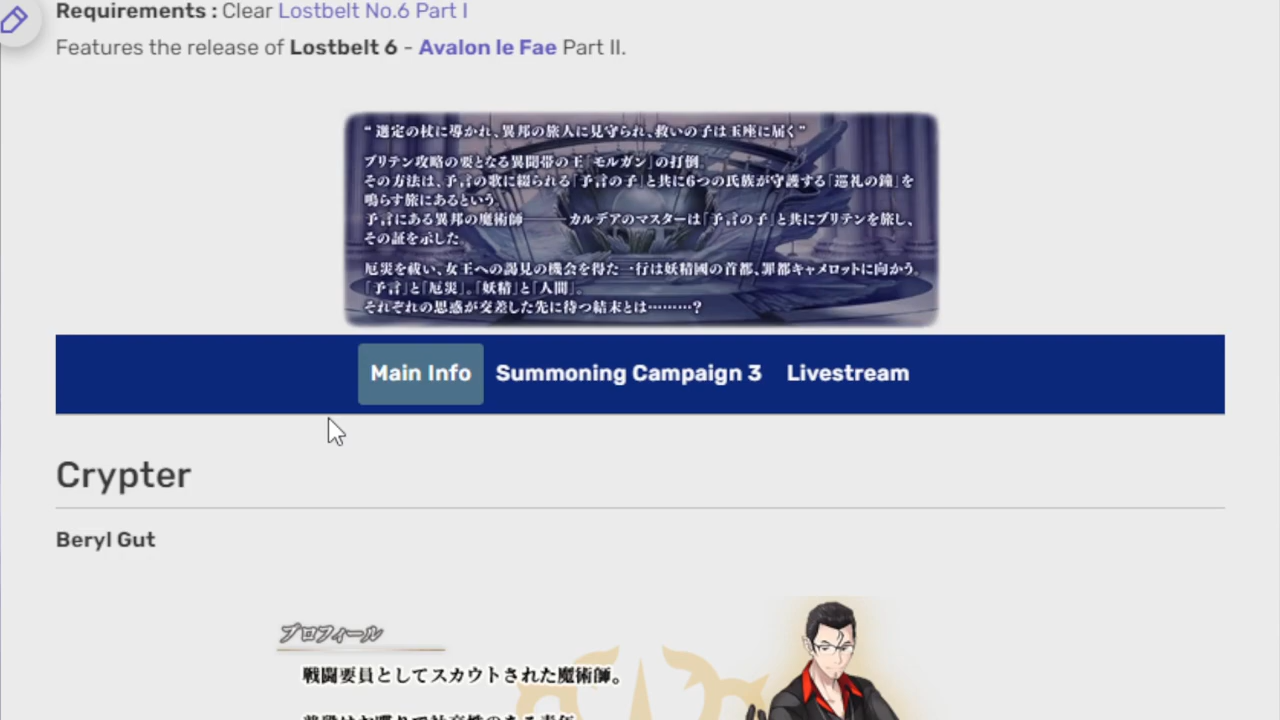 Requirements : Clear Lostbelt No.6 Part I
Features the release of Lostbelt 6 - Avalon le Fae Part II.
“選定の杖に導かれ、異邦の旅人に見守られ、救いの子は玉座に届く”
ブリテン攻略の要となる異聞帯の王「モルガン」の打倒。
その方法は、予言の歌に綴られる「予言の子」と共に6つの氏族が守護する「巡礼の鐘」を
鳴らす旅にあるという。
予言にある異邦の魔術師――カルデアのマスターは「予言の子」と共にブリテンを旅し、
その証を示した。
厄災を祓い、女王への謁見の機会を得た一行は妖精國の首都、罪都キャメロットに向かう。
「予言」と「厄災」。「妖精」と「人間」。
それぞれの思惑が交差した先に待つ結末とは………？
Main Info Summoning Campaign 3 Livestream
Crypter
Beryl Gut
プロフィール
戦闘要員としてスカウトされた魔術師。